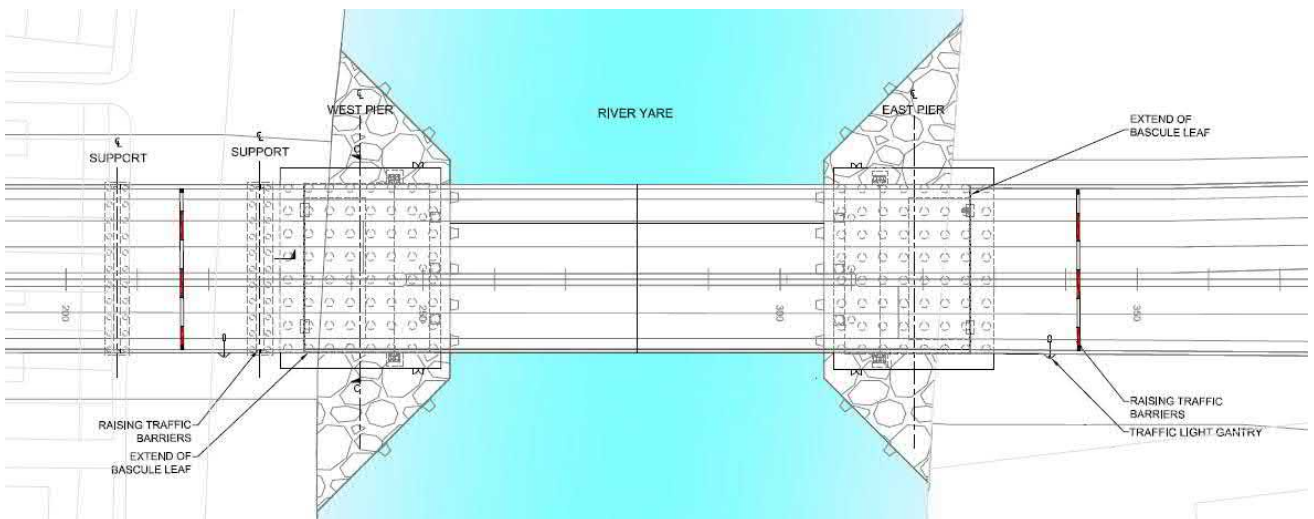 RIVER YARE
℄
WEST PIER
℄
EAST PIER
℄
SUPPORT
℄
SUPPORT
EXTEND OF
BASCULE LEAF
C
200
250
300
350
C
RAISING TRAFFIC
BARRIERS
EXTEND OF
BASCULE LEAF
RAISING TRAFFIC
BARRIERS
TRAFFIC LIGHT GANTRY